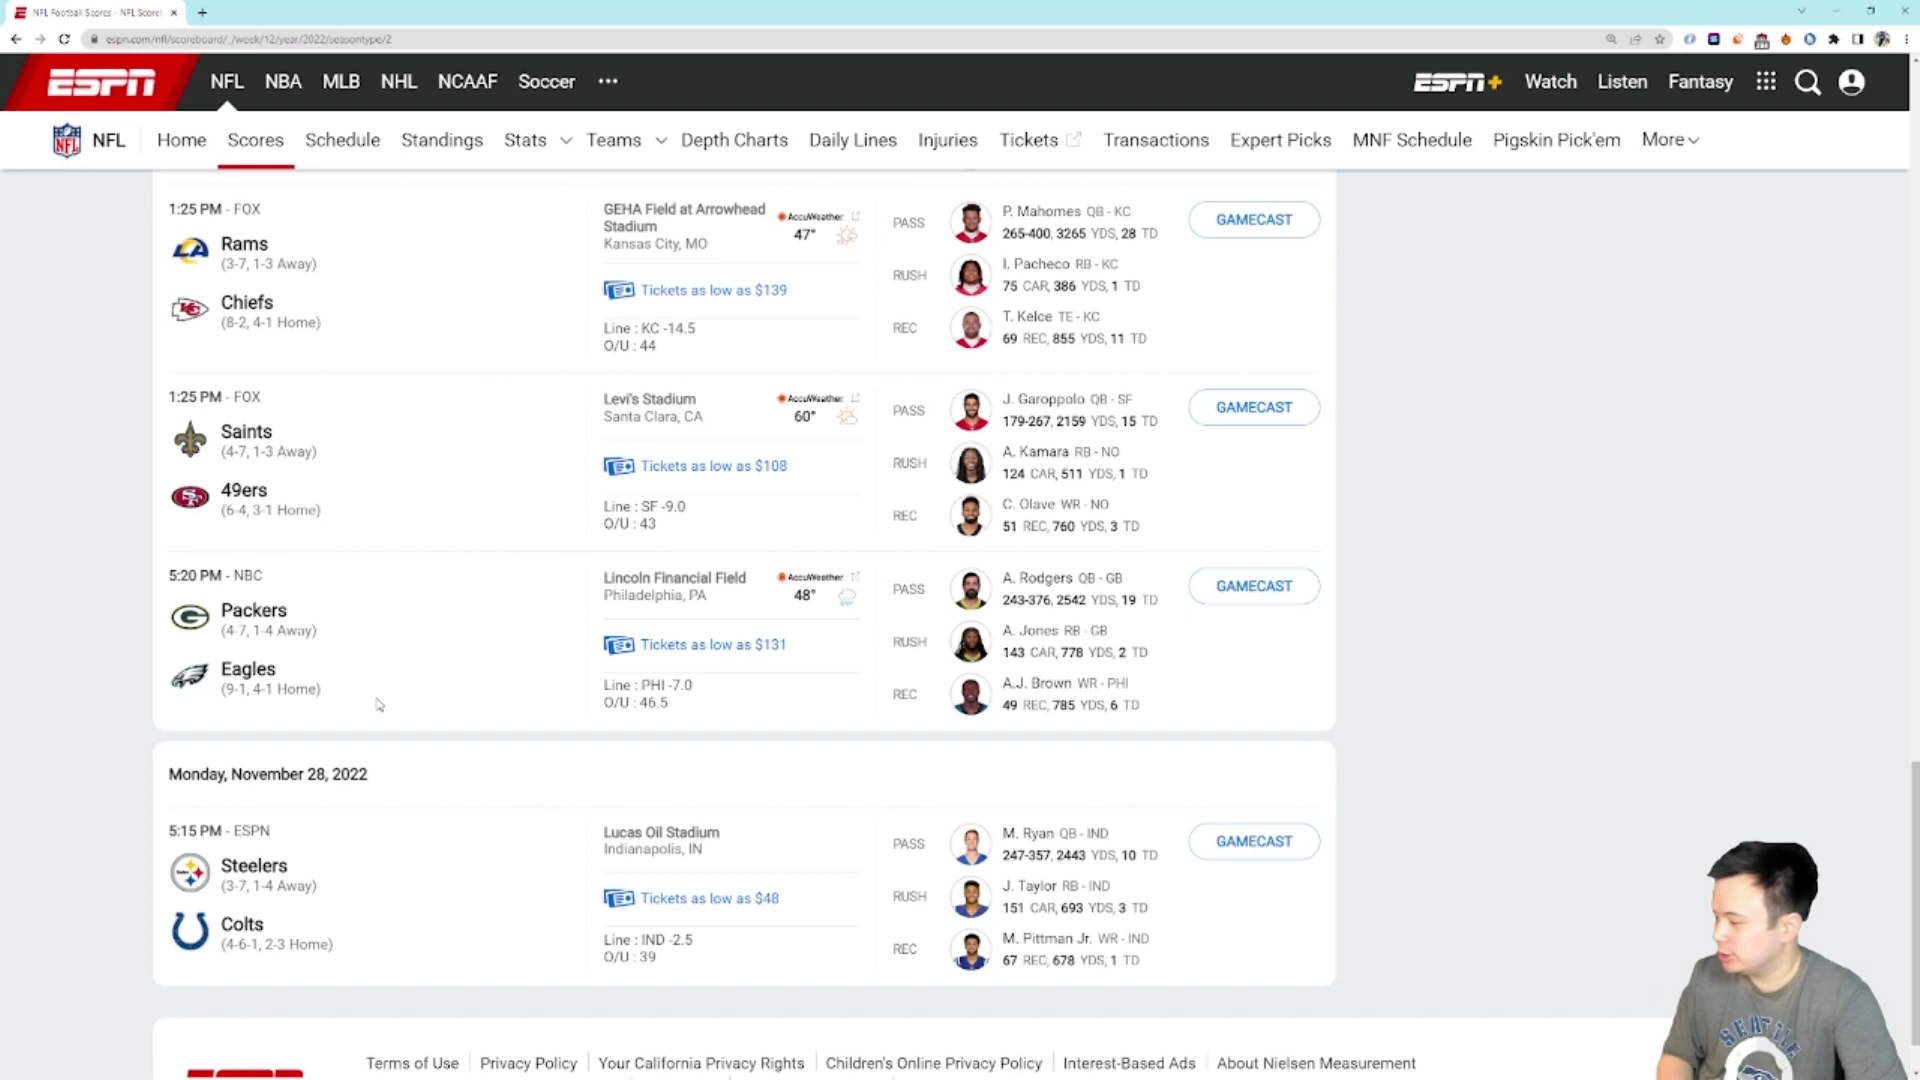 NFL Football Scores - NFL Score
espn.com/nfl/scoreboard/_/week/12/year/2022/seasontype/2
ESPN NFL NBA MLB NHL NCAAF Soccer ESPN+ Watch Listen Fantasy
NFL Home Scores Schedule Standings Stats Teams Depth Charts Daily Lines Injuries Tickets Transactions Expert Picks MNF Schedule Pigskin Pick'em More
1:25 PM - FOX
Rams
(3-7, 1-3 Away)
Chiefs
(8-2, 4-1 Home)
GEHA Field at Arrowhead
Stadium
Kansas City, MO
AccuWeather
47°
Tickets as low as $139
Line : KC -14.5
O/U : 44
PASS
P. Mahomes QB - KC
265-400, 3265 YDS, 28 TD
RUSH
I. Pacheco RB - KC
75 CAR, 386 YDS, 1 TD
REC
T. Kelce TE - KC
69 REC, 855 YDS, 11 TD
GAMECAST
1:25 PM - FOX
Saints
(4-7, 1-3 Away)
49ers
(6-4, 3-1 Home)
Levi's Stadium
Santa Clara, CA
AccuWeather
60°
Tickets as low as $108
Line : SF -9.0
O/U : 43
PASS
J. Garoppolo QB - SF
179-267, 2159 YDS, 15 TD
RUSH
A. Kamara RB - NO
124 CAR, 511 YDS, 1 TD
REC
C. Olave WR - NO
51 REC, 760 YDS, 3 TD
GAMECAST
5:20 PM - NBC
Packers
(4-7, 1-4 Away)
Eagles
(9-1, 4-1 Home)
Lincoln Financial Field
Philadelphia, PA
AccuWeather
48°
Tickets as low as $131
Line : PHI -7.0
O/U : 46.5
PASS
A. Rodgers QB - GB
243-376, 2542 YDS, 19 TD
RUSH
A. Jones RB - GB
143 CAR, 778 YDS, 2 TD
REC
A.J. Brown WR - PHI
49 REC, 785 YDS, 6 TD
GAMECAST
Monday, November 28, 2022
5:15 PM - ESPN
Steelers
(3-7, 1-4 Away)
Colts
(4-6-1, 2-3 Home)
Lucas Oil Stadium
Indianapolis, IN
Tickets as low as $48
Line : IND -2.5
O/U : 39
PASS
M. Ryan QB - IND
247-357, 2443 YDS, 10 TD
RUSH
J. Taylor RB - IND
151 CAR, 693 YDS, 3 TD
REC
M. Pittman Jr. WR - IND
67 REC, 678 YDS, 1 TD
GAMECAST
Terms of Use Privacy Policy Your California Privacy Rights Children's Online Privacy Policy Interest-Based Ads About Nielsen Measurement
SEATTLE